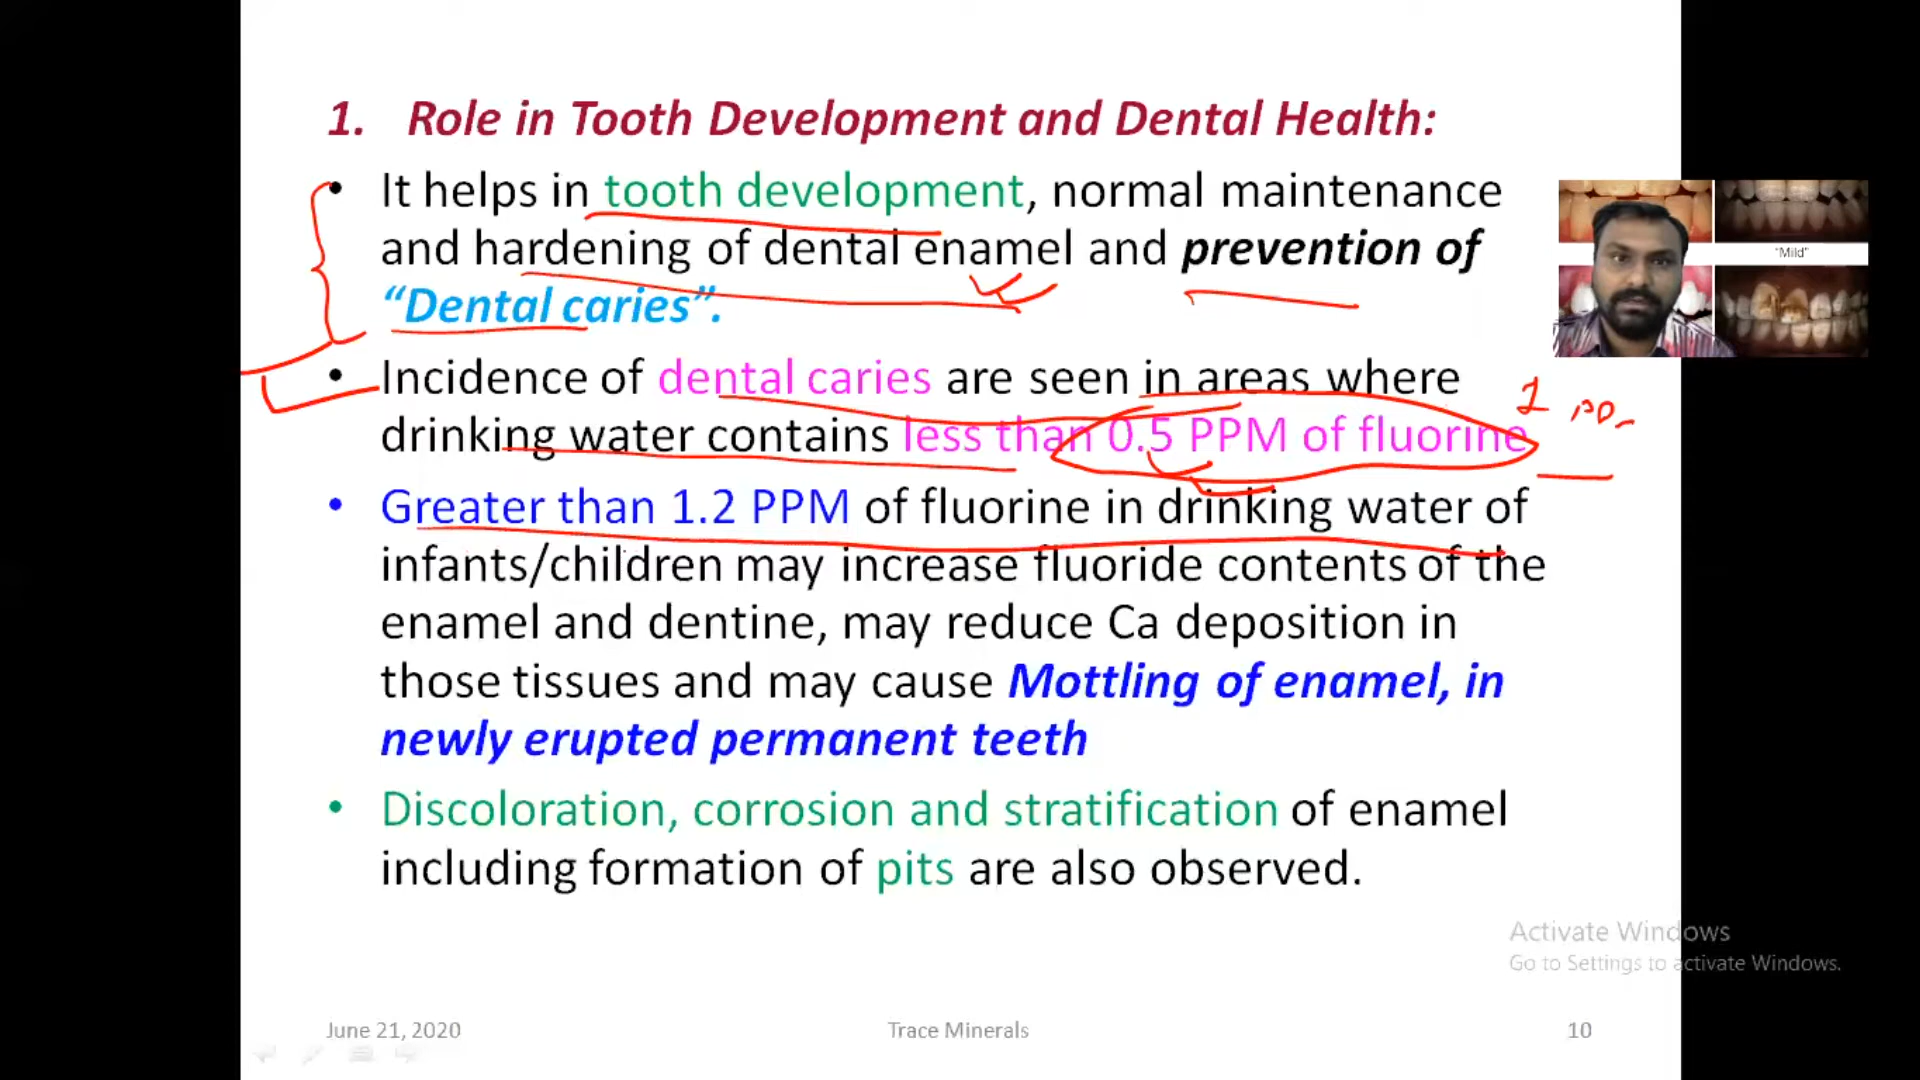 1. Role in Tooth Development and Dental Health:
• It helps in tooth development, normal maintenance
and hardening of dental enamel and prevention of
“Dental caries”.
• Incidence of dental caries are seen in areas where
drinking water contains less than 0.5 PPM of fluorine
• Greater than 1.2 PPM of fluorine in drinking water of
infants/children may increase fluoride contents of the
enamel and dentine, may reduce Ca deposition in
those tissues and may cause Mottling of enamel, in
newly erupted permanent teeth
• Discoloration, corrosion and stratification of enamel
including formation of pits are also observed.
"Mild"
1
Activate Windows
Go to Settings to activate Windows.
June 21, 2020
Trace Minerals
10